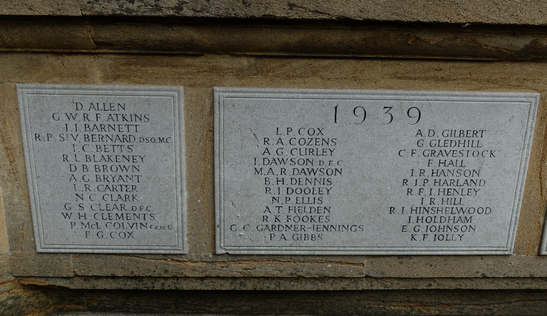 D. ALLEN
G. W. R. F. ATKINS
J. J. BARNETT
R. P. ST.V. BERNARD D.S.O. M.C.
J. C. BETTS
R. L. BLAKENEY
D. B. BROWN
A. G. BRYANT
L. R. CARTER
N. C. CLARK
G. S. CLEAR D.F.C.
W. H. CLEMENTS
P. McL. COLVIN
F. G. COX
1939
L. P. COX
R. A. COZENS
A. G. CURLEY
J. DAWSON D.F.C
M. A. R. DAWSON
B. H. DENNIS
R. J. DOOLEY
N. P. ELLIS
A. T. FIELDEN
R. K. FOOKES
G. C. GARDNER-JENNINGS
P. A. GIBBS
A. D. GILBERT
G. GLEDHILL
C. F. GRAVESTOCK
F. HALL
J. R. HANSON
R. J. P. HARLAND
R. F. J. HENLEY
J. R. HILL
R. J. HINSHELWOOD
J. HOLDHAM
E. G. JOHNSON
K. F. JOLLY